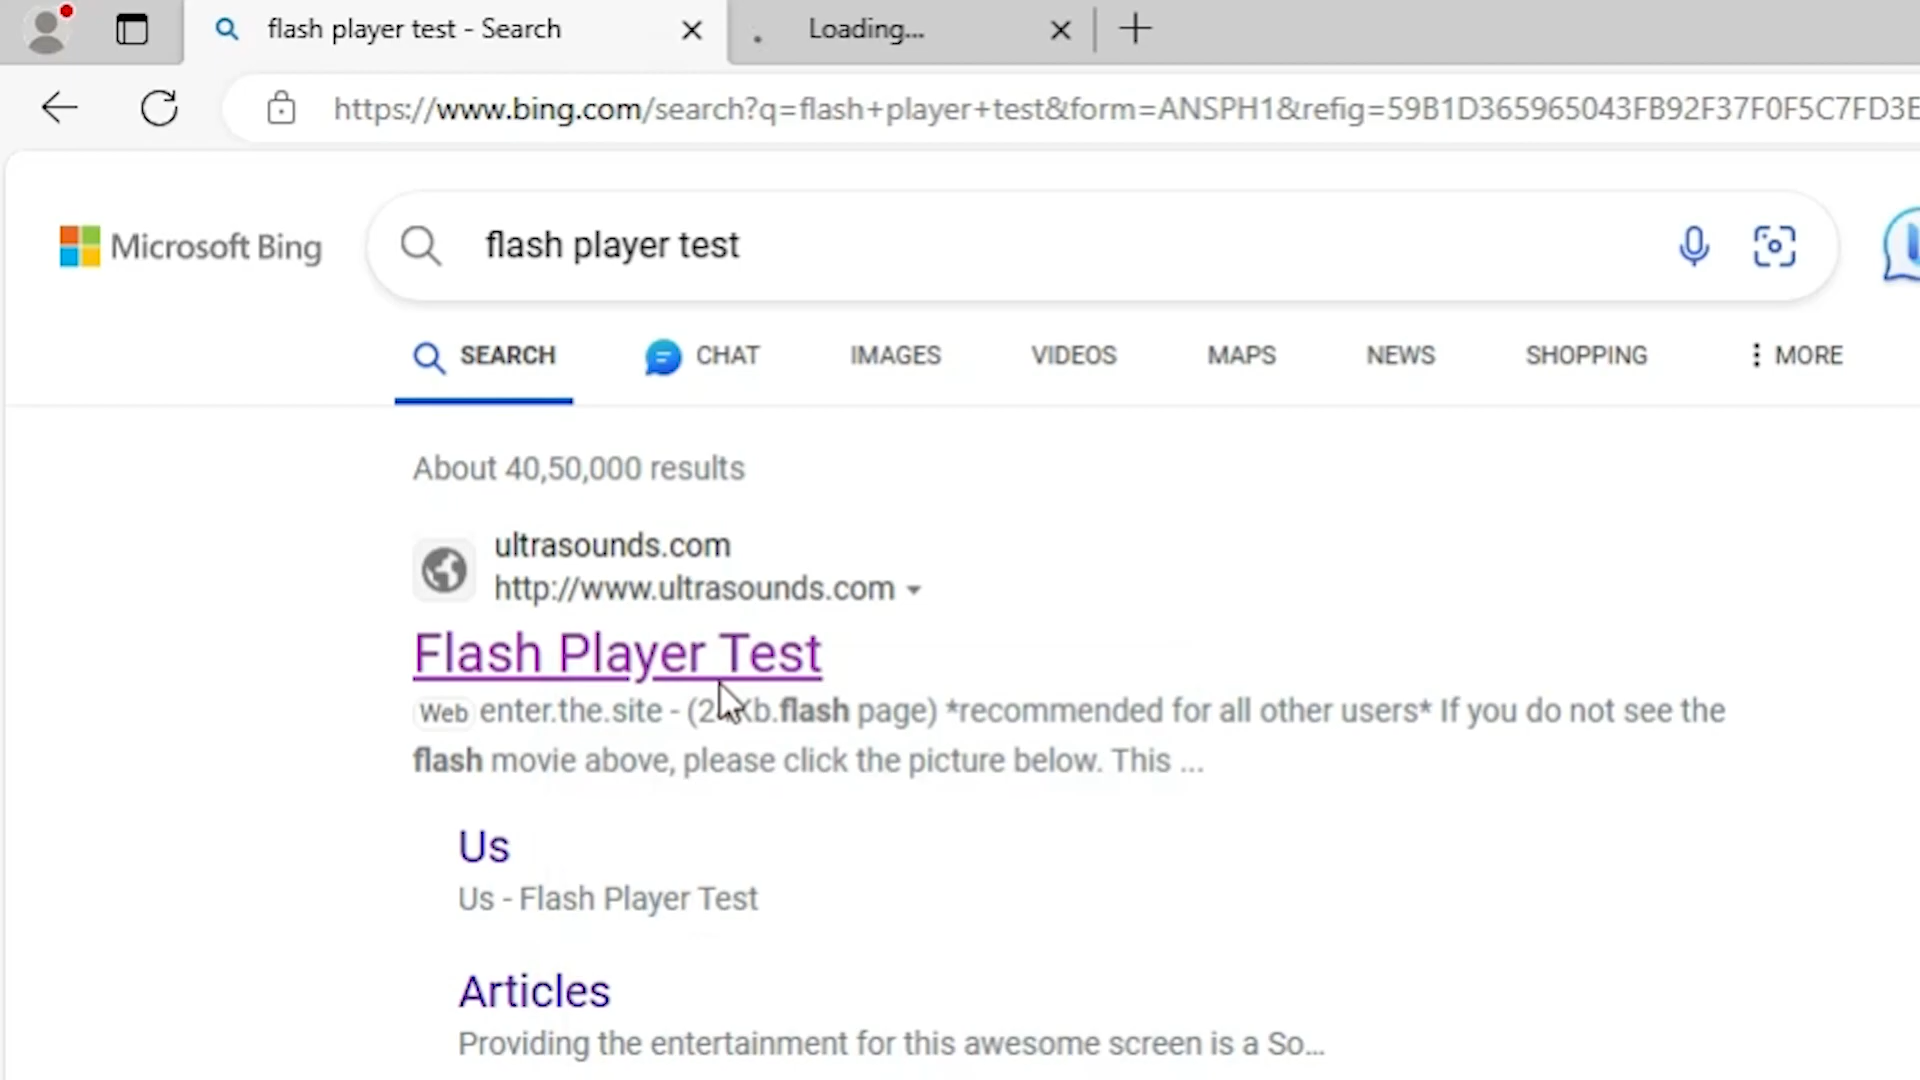 flash player test - Search
Loading...
https://www.bing.com/search?q=flash+player+test&form=ANSPH1&refig=59B1D365965043FB92F37F0F5C7FD3E
Microsoft Bing
flash player test
SEARCH
CHAT
IMAGES
VIDEOS
MAPS
NEWS
SHOPPING
MORE
About 40,50,000 results
ultrasounds.com
http://www.ultrasounds.com
Flash Player Test
Web enter.the.site - flash page) *recommended for all other users* If you do not see the
flash movie above, please click the picture below. This ...
Us
Us - Flash Player Test
Articles
Providing the entertainment for this awesome screen is a So...